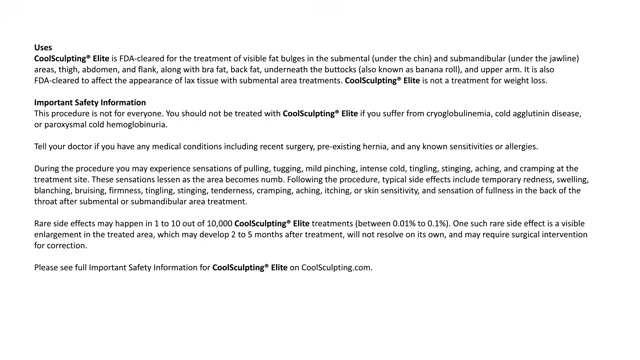 Uses
CoolSculpting® Elite is FDA-cleared for the treatment of visible fat bulges in the submental (under the chin) and submandibular (under the jawline)
areas, thigh, abdomen, and flank, along with bra fat, back fat, underneath the buttocks (also known as banana roll), and upper arm. It is also
FDA-cleared to affect the appearance of lax tissue with submental area treatments. CoolSculpting® Elite is not a treatment for weight loss.
Important Safety Information
This procedure is not for everyone. You should not be treated with CoolSculpting® Elite if you suffer from cryoglobulinemia, cold agglutinin disease,
or paroxysmal cold hemoglobinuria.
Tell your doctor if you have any medical conditions including recent surgery, pre-existing hernia, and any known sensitivities or allergies.
During the procedure you may experience sensations of pulling, tugging, mild pinching, intense cold, tingling, stinging, aching, and cramping at the
treatment site. These sensations lessen as the area becomes numb. Following the procedure, typical side effects include temporary redness, swelling,
blanching, bruising, firmness, tingling, stinging, tenderness, cramping, aching, itching, or skin sensitivity, and sensation of fullness in the back of the
throat after submental or submandibular area treatment.
Rare side effects may happen in 1 to 10 out of 10,000 CoolSculpting® Elite treatments (between 0.01% to 0.1%). One such rare side effect is a visible
enlargement in the treated area, which may develop 2 to 5 months after treatment, will not resolve on its own, and may require surgical intervention
for correction.
Please see full Important Safety Information for CoolSculpting® Elite on CoolSculpting.com.